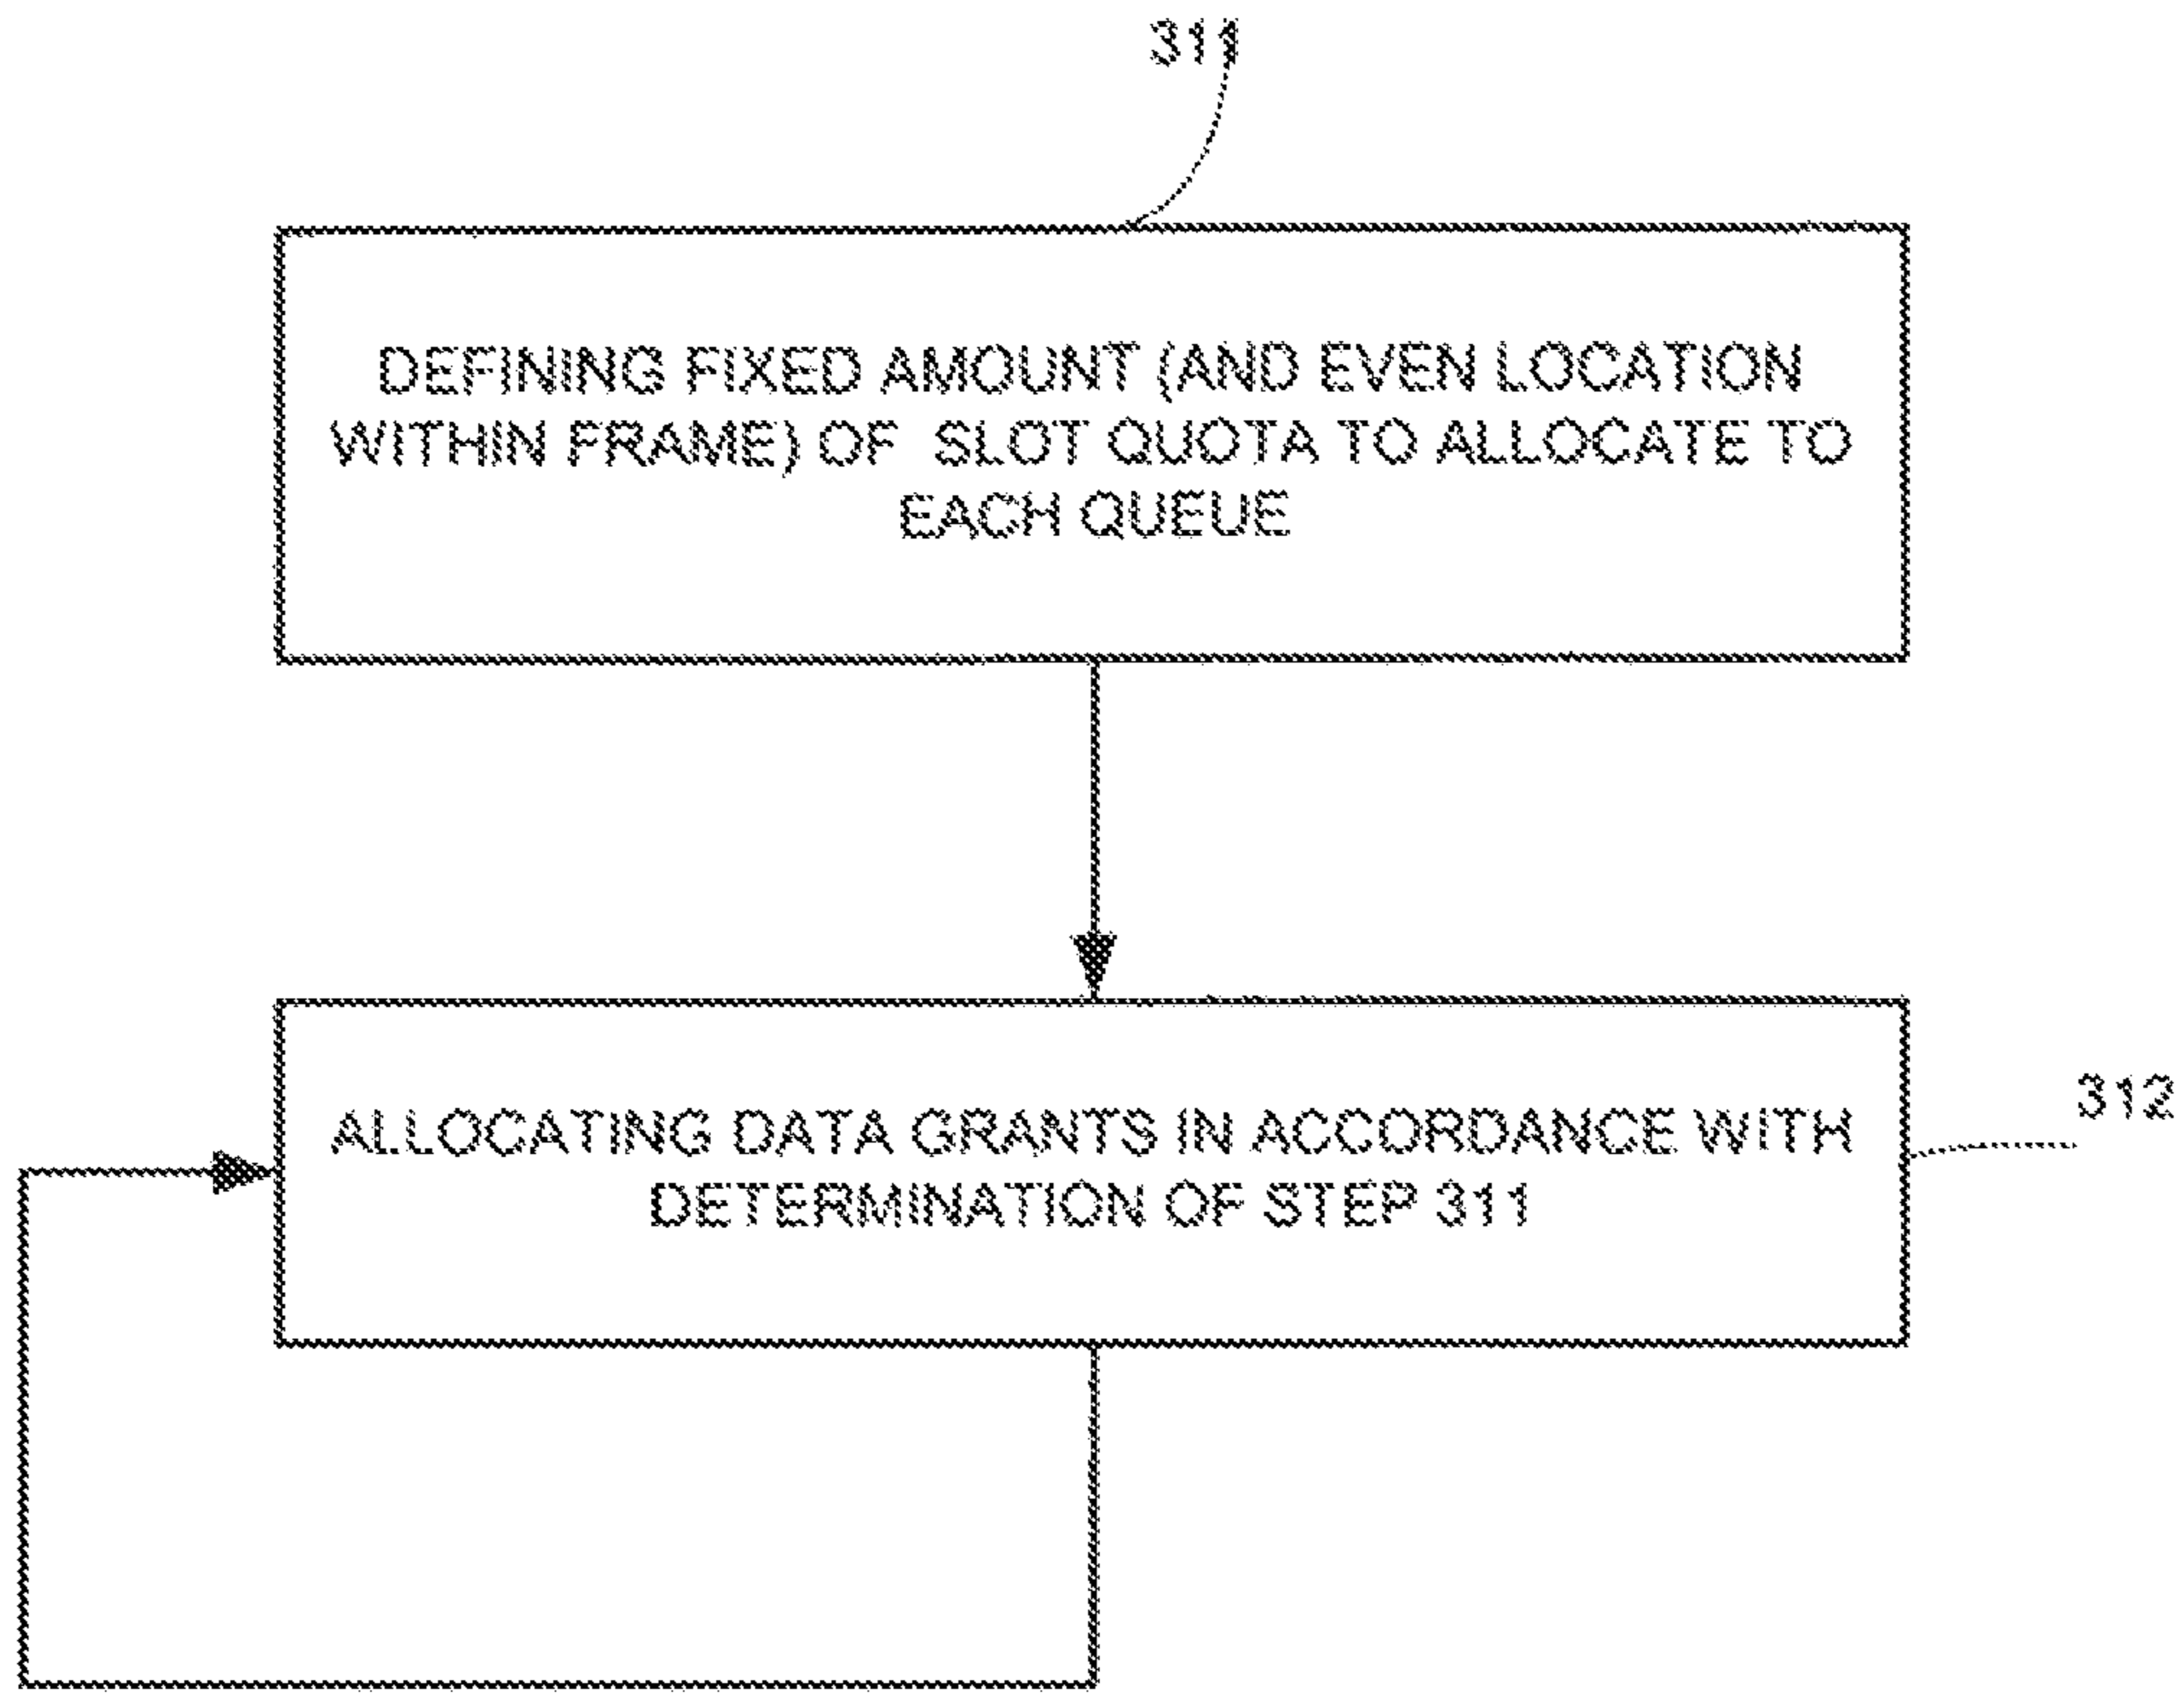 311
DEFINING FIXED AMOUNT (AND EVEN LOCATION
WITHIN FRAME) OF SLOT QUOTA TO ALLOCATE TO
EACH QUEUE
ALLOCATING DATA GRANTS IN ACCORDANCE WITH
DETERMINATION OF STEP 311
312